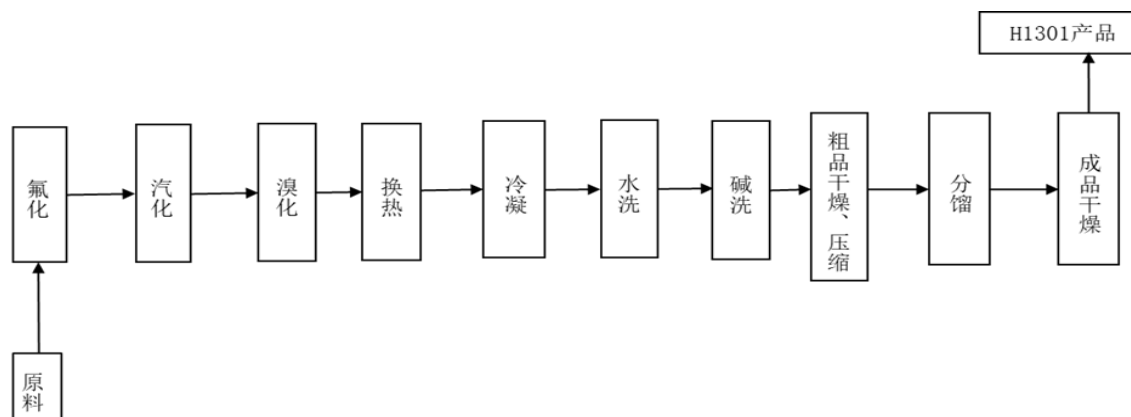 H1301产品
氟化
汽化
溴化
换热
冷凝
水洗
碱洗
粗品干燥、压缩
分馏
成品干燥
原料